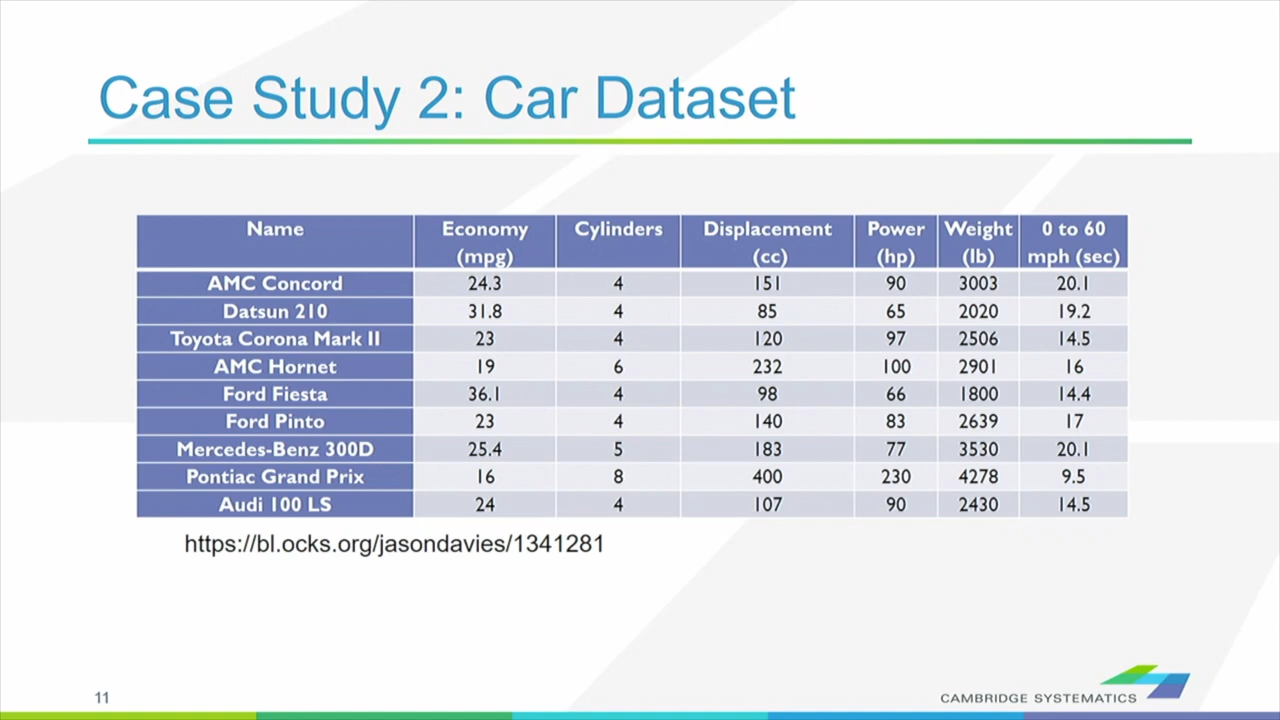 Case Study 2: Car Dataset
Name Economy (mpg) Cylinders Displacement (cc) Power (hp) Weight (lb) 0 to 60 mph (sec)
AMC Concord 24.3 4 151 90 3003 20.1
Datsun 210 31.8 4 85 65 2020 19.2
Toyota Corona Mark II 23 4 120 97 2506 14.5
AMC Hornet 19 6 232 100 2901 16
Ford Fiesta 36.1 4 98 66 1800 14.4
Ford Pinto 23 4 140 83 2639 17
Mercedes-Benz 300D 25.4 5 183 77 3530 20.1
Pontiac Grand Prix 16 8 400 230 4278 9.5
Audi 100 LS 24 4 107 90 2430 14.5
https://bl.ocks.org/jasondavies/1341281
11
CAMBRIDGE SYSTEMATICS